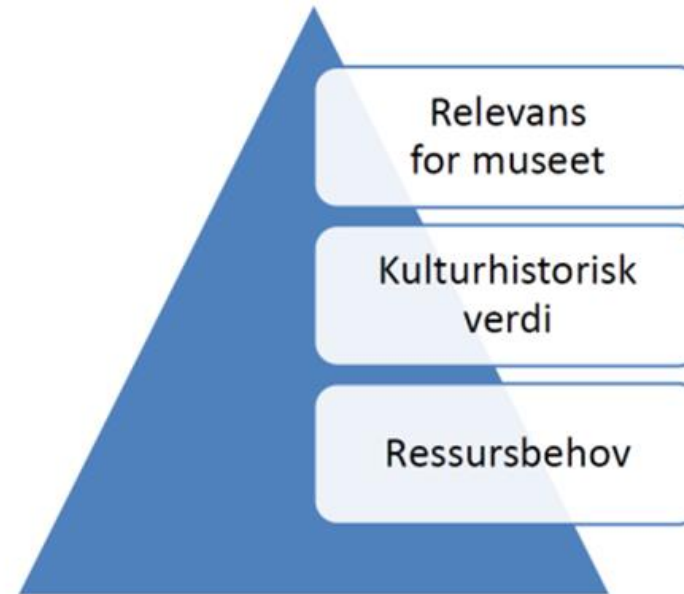 Relevans
for museet
Kulturhistorisk
verdi
Ressursbehov